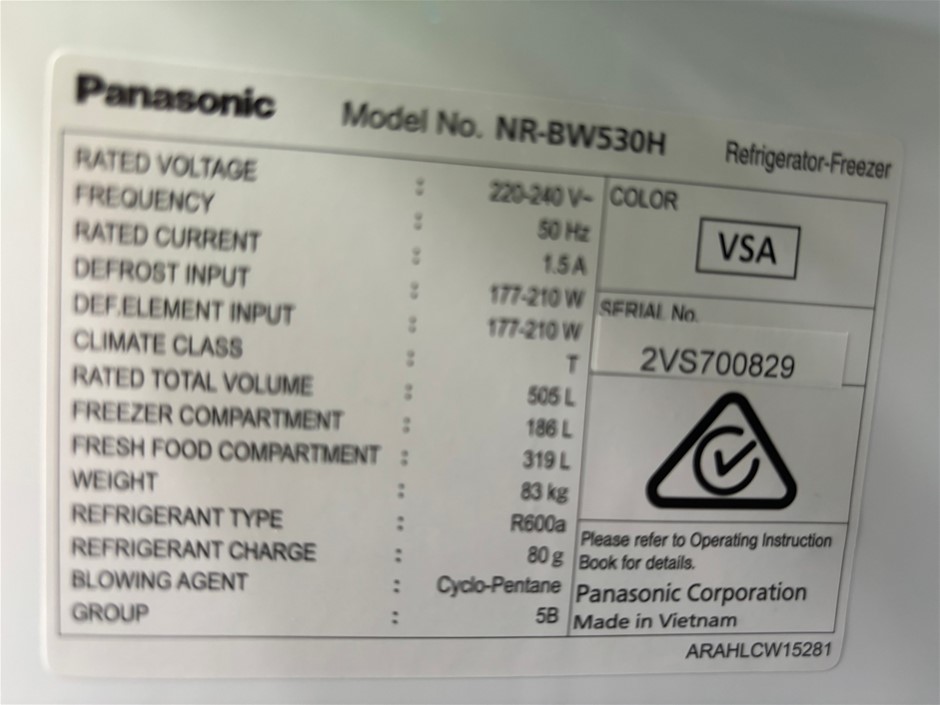 Panasonic Model No. NR-BW530H Refrigerator-Freezer
RATED VOLTAGE : 220-240 V~
FREQUENCY : 50 Hz
RATED CURRENT : 1.5 A
DEFROST INPUT : 177-210 W
DEF.ELEMENT INPUT : 177-210 W
CLIMATE CLASS : T
RATED TOTAL VOLUME : 505 L
FREEZER COMPARTMENT : 186 L
FRESH FOOD COMPARTMENT : 319 L
WEIGHT : 83 kg
REFRIGERANT TYPE : R600a
REFRIGERANT CHARGE : 80 g
BLOWING AGENT : Cyclo-Pentane
GROUP : 5B
COLOR
VSA
SERIAL No.
2VS700829
Please refer to Operating Instruction
Book for details.
Panasonic Corporation
Made in Vietnam
ARAHLCW15281